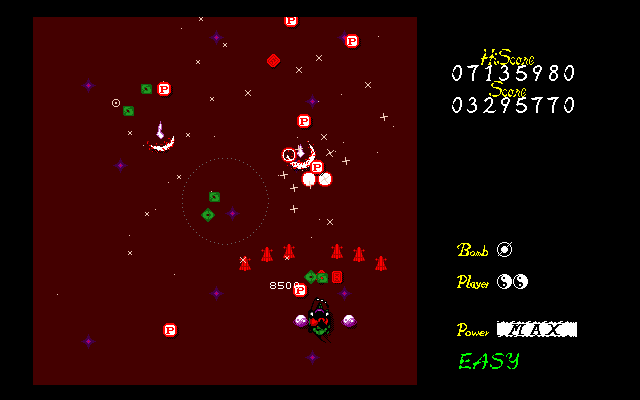 P
P
HiScore
07135980
Score
03295770
P
P
P
Bomb
8500
P
Player
P
Power MAX
EASY